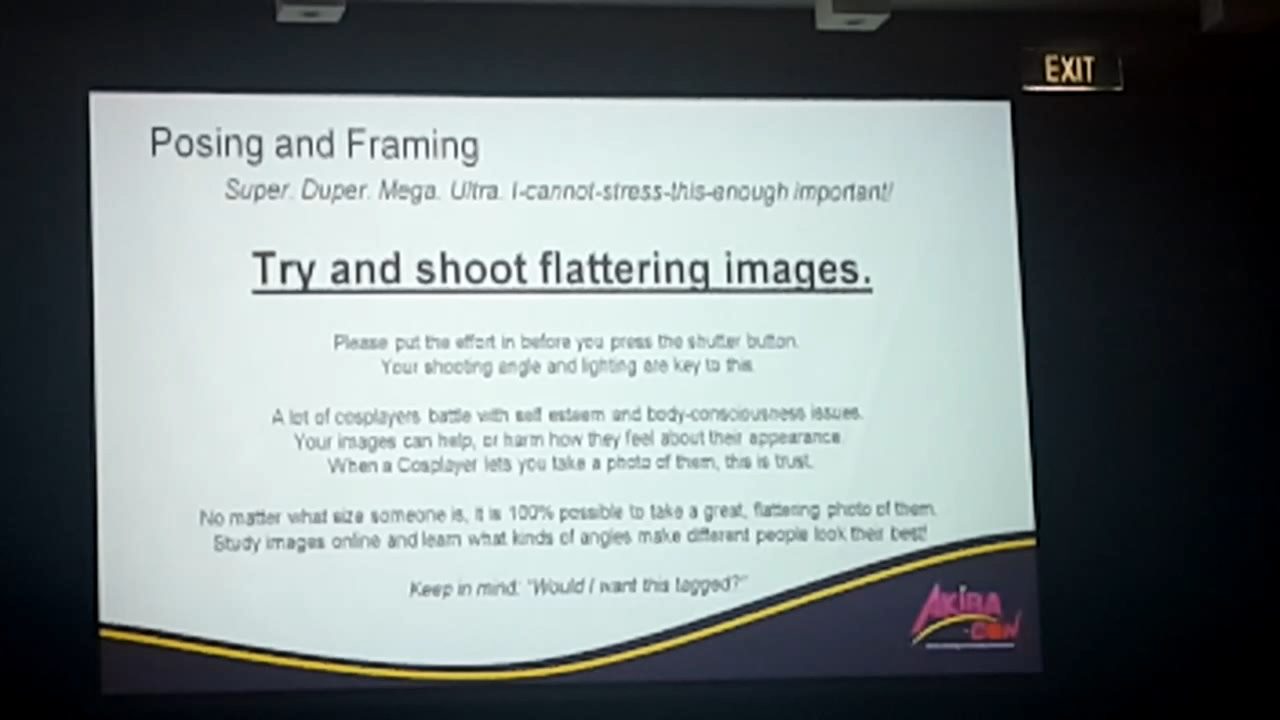 EXIT
Posing and Framing
Super. Duper. Mega. Ultra. I-cannot-stress-this-enough important!
Try and shoot flattering images.
Please put the effort in before you press the shutter button.
Your shooting angle and lighting are key to this.
A lot of cosplayers battle with self esteem and body-consciousness issues.
Your images can help, or harm how they feel about their appearance.
When a Cosplayer lets you take a photo of them, this is trust.
No matter what size someone is, it is 100% possible to take a great, flattering photo of them.
Study images online and learn what kinds of angles make different people look their best!
Keep in mind: "Would I want this tagged?"
AKIRA
-CON